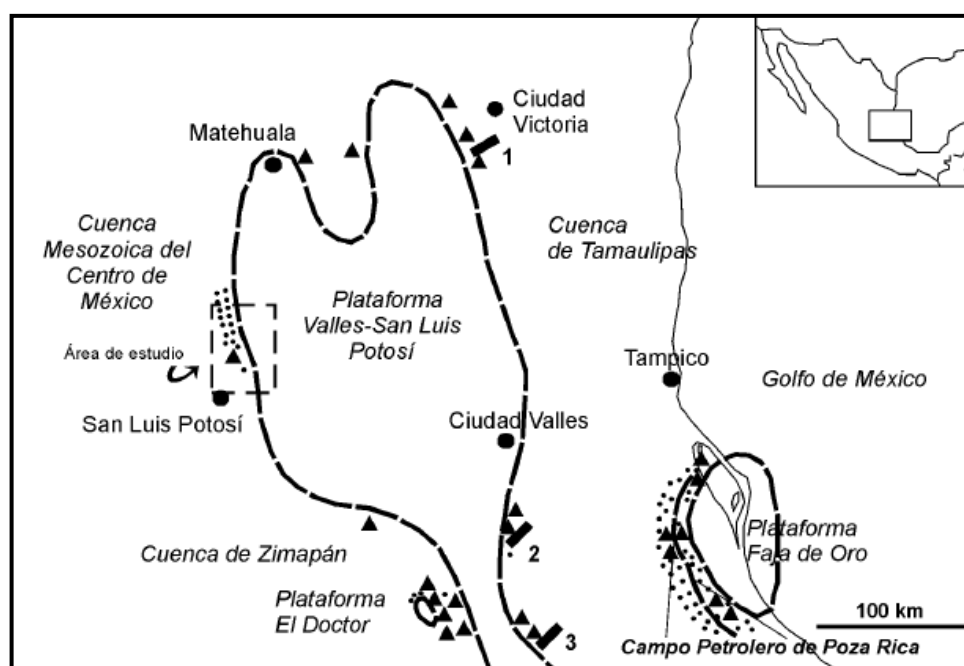 Ciudad
Victoria
Matehuala
1
Cuenca
Mesozoica del
Centro de
México
Cuenca
de Tamaulipas
Plataforma
Valles-San Luis
Potosí
Área de estudio
Tampico
Golfo de México
San Luis Potosí
Ciudad Valles
Cuenca de Zimapán
2
Plataforma
Faja de Oro
Plataforma
El Doctor
100 km
3
Campo Petrolero de Poza Rica